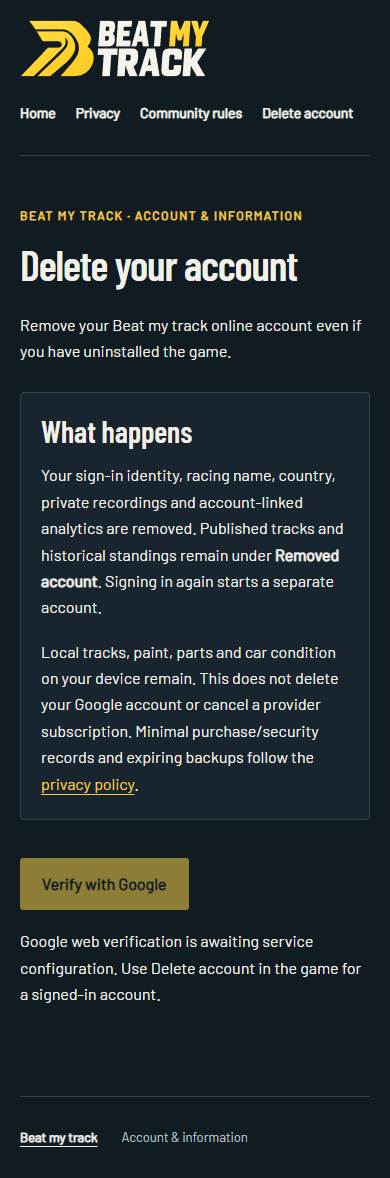 BEAT MY
TRACK
Home Privacy Community rules Delete account
BEAT MY TRACK · ACCOUNT & INFORMATION
Delete your account
Remove your Beat my track online account even if
you have uninstalled the game.
What happens
Your sign-in identity, racing name, country,
private recordings and account-linked
analytics are removed. Published tracks and
historical standings remain under Removed
account. Signing in again starts a separate
account.
Local tracks, paint, parts and car condition
on your device remain. This does not delete
your Google account or cancel a provider
subscription. Minimal purchase/security
records and expiring backups follow the
privacy policy.
Verify with Google
Google web verification is awaiting service
configuration. Use Delete account in the game for
a signed-in account.
Beat my track Account & information